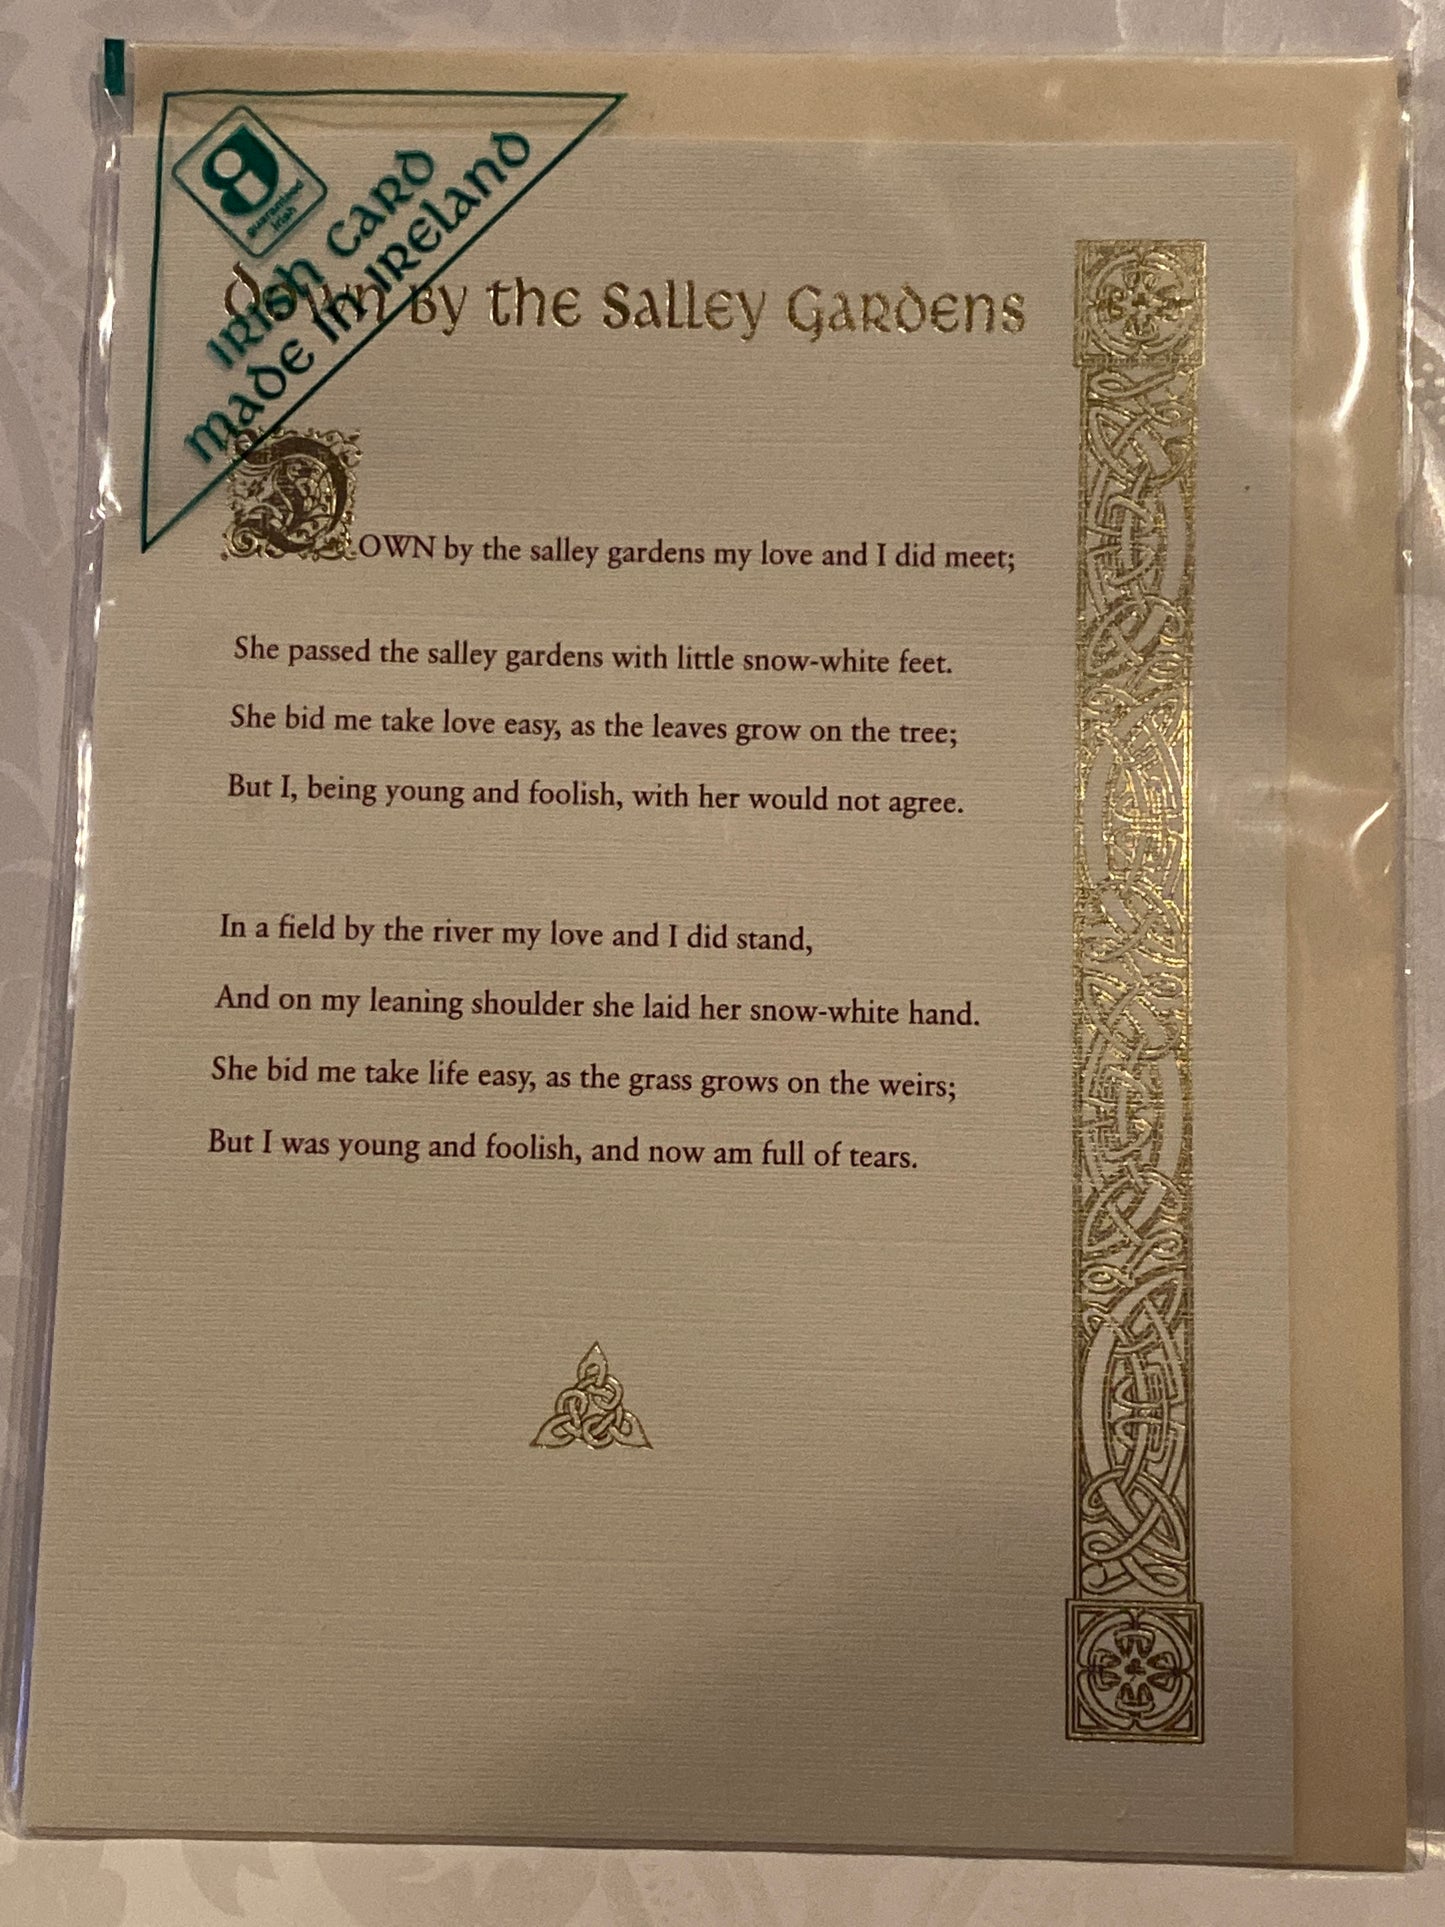 guaranteed
irish
IRISH CARD
MADE IN IRELAND
Down by the Salley Gardens
DOWN by the salley gardens my love and I did meet;
She passed the salley gardens with little snow-white feet.
She bid me take love easy, as the leaves grow on the tree;
But I, being young and foolish, with her would not agree.
In a field by the river my love and I did stand,
And on my leaning shoulder she laid her snow-white hand.
She bid me take life easy, as the grass grows on the weirs;
But I was young and foolish, and now am full of tears.